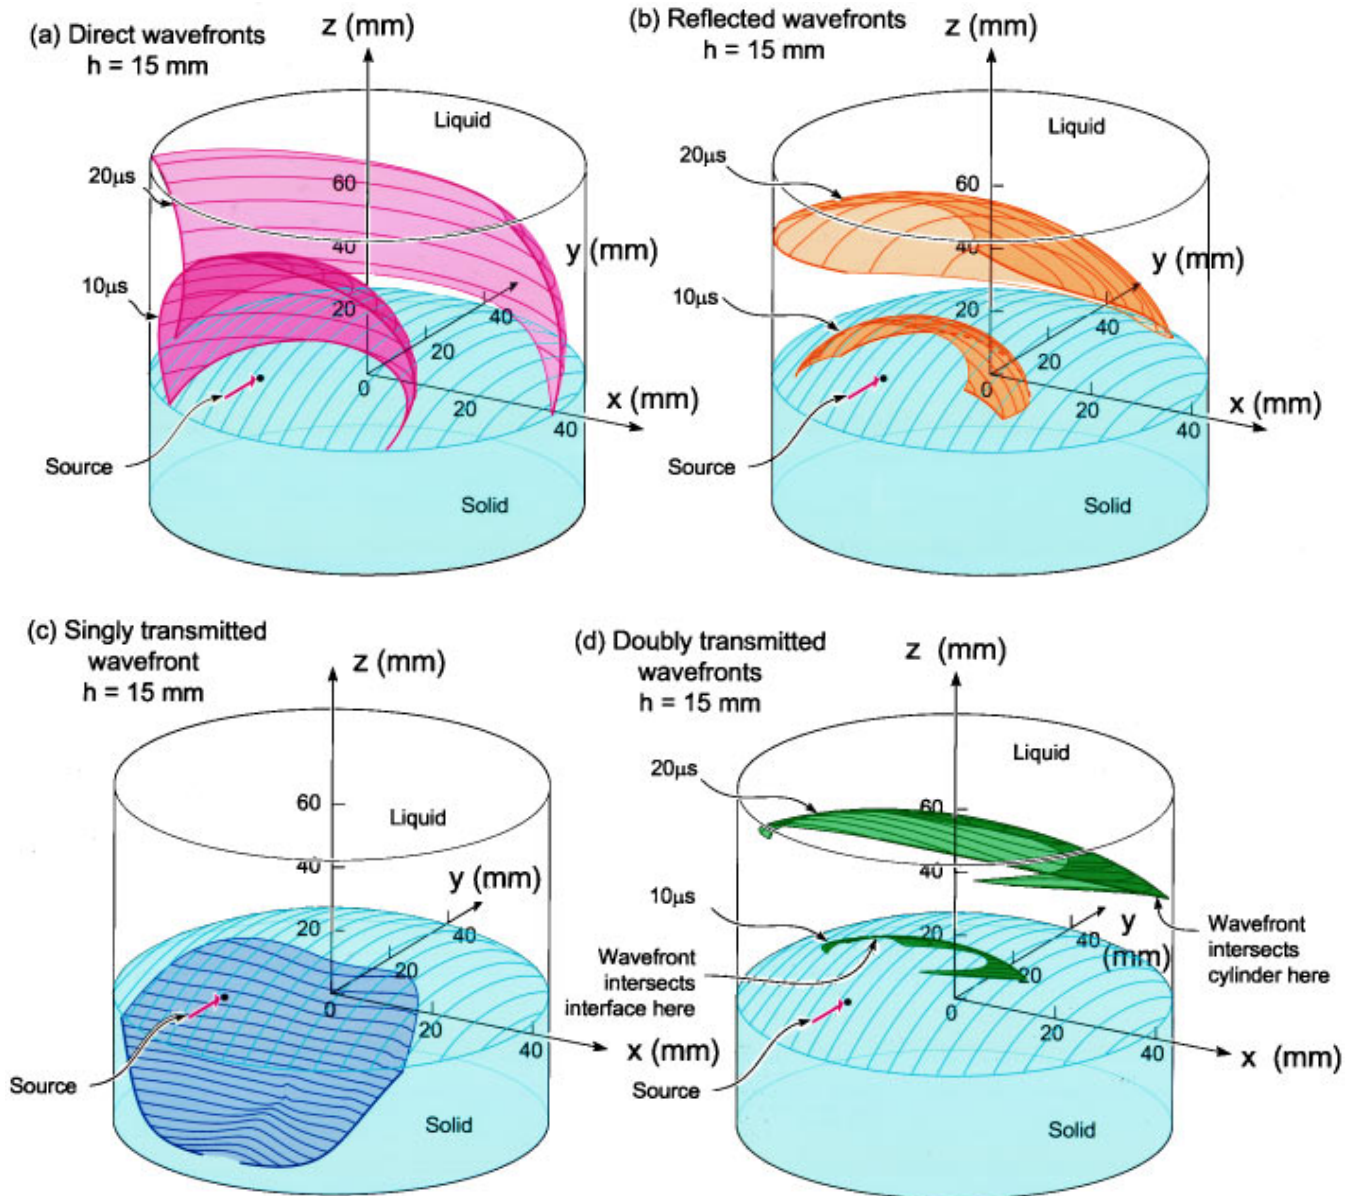 (a) Direct wavefronts
h = 15 mm
z (mm)
Liquid
20μs
60
40
y (mm)
10μs
20
40
20
0
20
x (mm)
40
Source
Solid
(b) Reflected wavefronts
h = 15 mm
z (mm)
Liquid
20μs
60
40
y (mm)
10μs
20
40
20
0
20
x (mm)
40
Source
Solid
(c) Singly transmitted
wavefront
h = 15 mm
z (mm)
60
Liquid
40
y (mm)
20
40
20
0
20
x (mm)
40
Source
Solid
(d) Doubly transmitted
wavefronts
h = 15 mm
z (mm)
Liquid
20μs
60
40
10μs
20
40
y
(mm)
Wavefront
intersects
cylinder here
Wavefront
intersects
interface here
20
0
20
x (mm)
40
Source
Solid